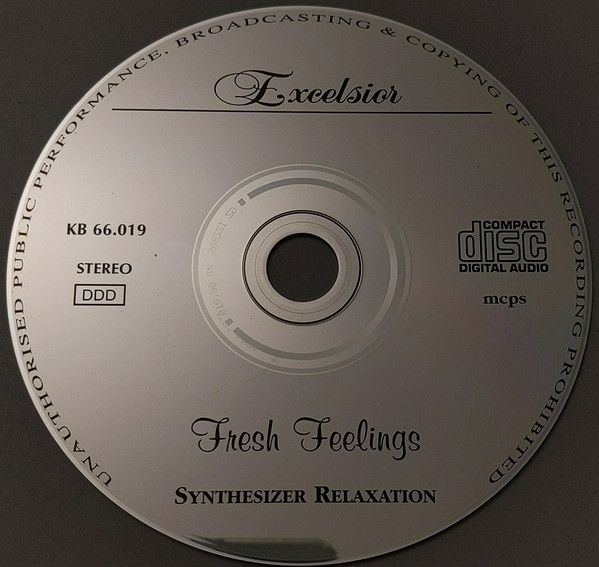 UNAUTHORISED PUBLIC PERFORMANCE, BROADCASTING & COPYING OF THIS RECORDING PROHIBITED
Excelsior
KB 66.019
STEREO
DDD
COMPACT
disc
DIGITAL AUDIO
mcps
Fresh Feelings
SYNTHESIZER RELAXATION